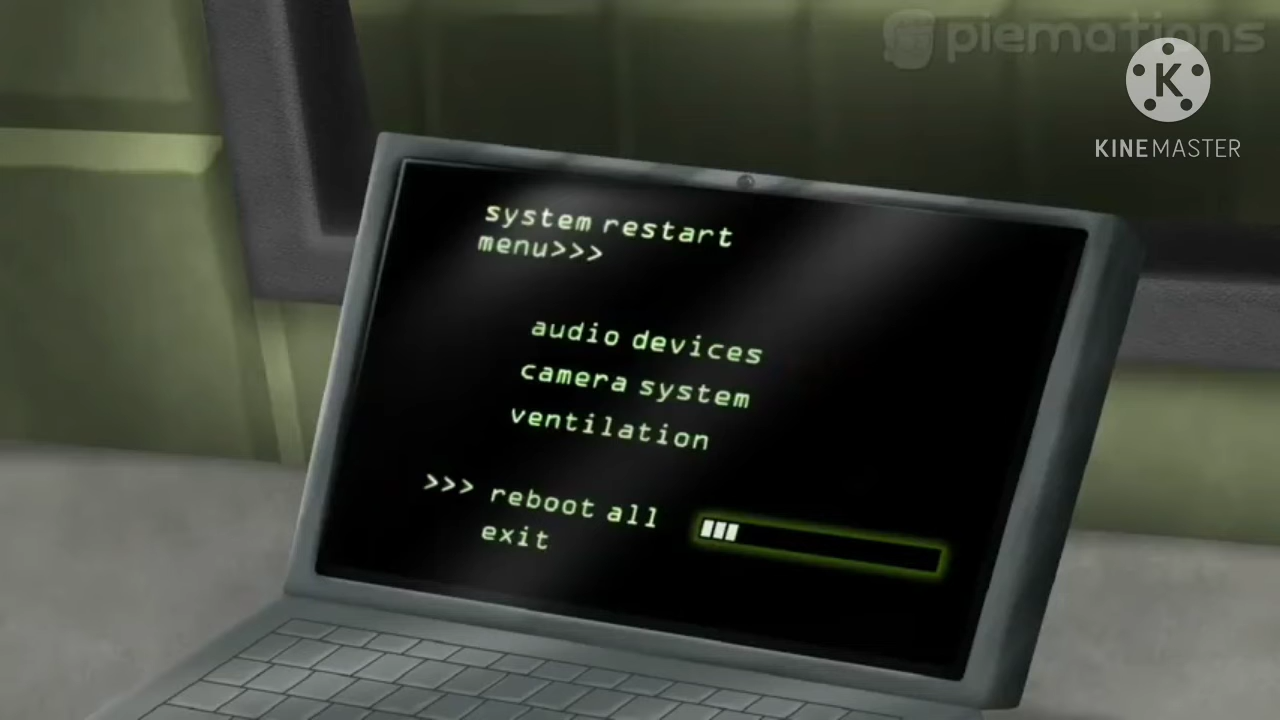 piemations
K
KINEMASTER
system restart
menu>>>
audio devices
camera system
ventilation
>>> reboot all
exit